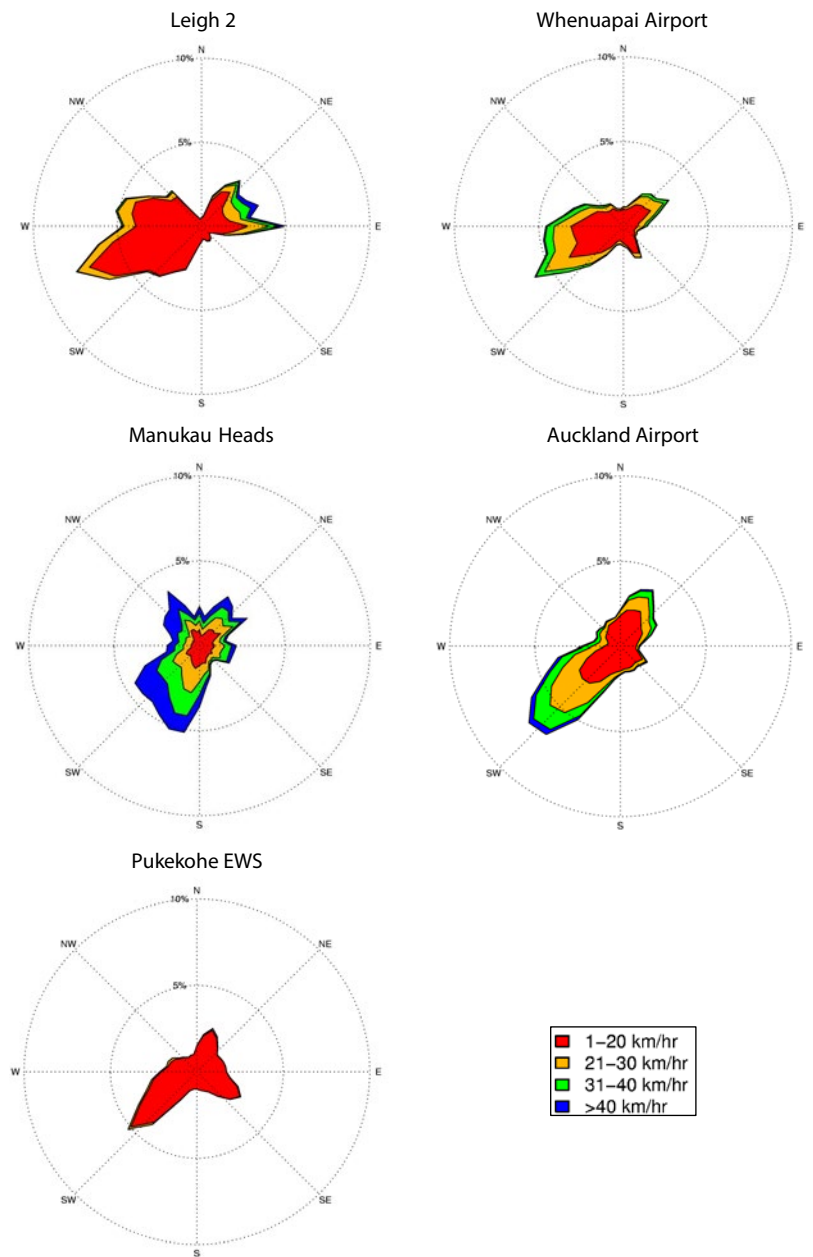 Leigh 2
N
10%
NW
NE
5%
W
E
SW
SE
S
Whenuapai Airport
N
10%
NW
NE
5%
W
E
SW
SE
S
Manukau Heads
N
10%
NW
NE
5%
W
E
SW
SE
S
Auckland Airport
N
10%
NW
NE
5%
W
E
SW
SE
S
Pukekohe EWS
N
10%
NW
NE
5%
W
E
SW
SE
S
1–20 km/hr
21–30 km/hr
31–40 km/hr
>40 km/hr